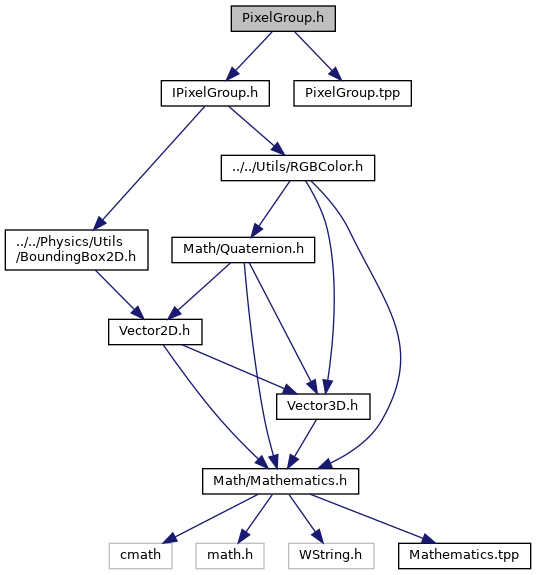 PixelGroup.h
IPixelGroup.h
PixelGroup.tpp
../../Utils/RGBColor.h
../../Physics/Utils
/BoundingBox2D.h
Math/Quaternion.h
Vector2D.h
Vector3D.h
Math/Mathematics.h
cmath
math.h
WString.h
Mathematics.tpp